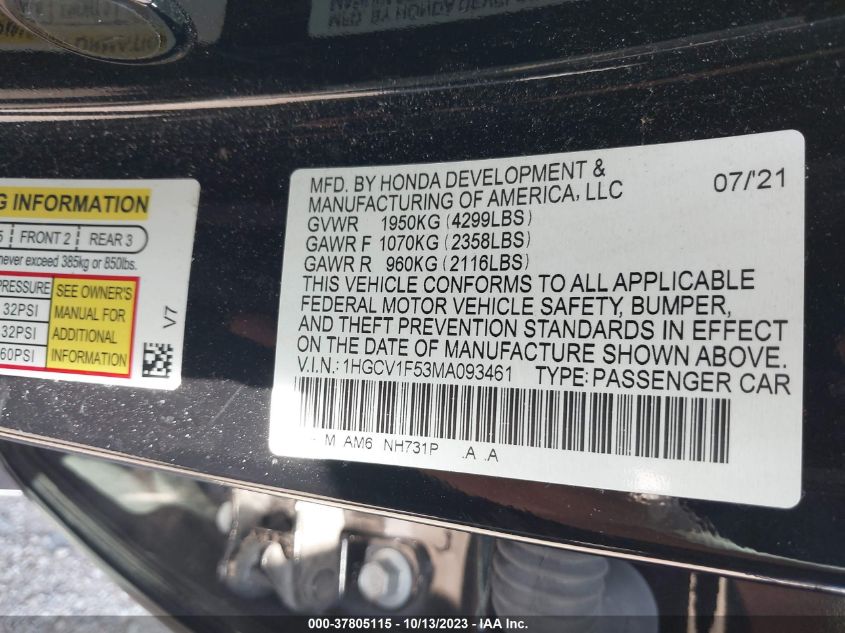 G INFORMATION
5 FRONT 2 REAR 3
never exceed 385kg or 850lbs.
PRESSURE
32PSI
32PSI
60PSI
SEE OWNER'S
MANUAL FOR
ADDITIONAL
INFORMATION
V7
MFD. BY HONDA DEVELOPMENT & 07/'21
MANUFACTURING OF AMERICA, LLC
GVWR 1950KG (4299LBS)
GAWR F 1070KG (2358LBS)
GAWR R 960KG (2116LBS)
THIS VEHICLE CONFORMS TO ALL APPLICABLE
FEDERAL MOTOR VEHICLE SAFETY, BUMPER,
AND THEFT PREVENTION STANDARDS IN EFFECT
ON THE DATE OF MANUFACTURE SHOWN ABOVE.
V.I.N.: 1HGCV1F53MA093461 TYPE: PASSENGER CAR
M AM6 NH731P .A .A
000-37805115 - 10/13/2023 - IAA Inc.